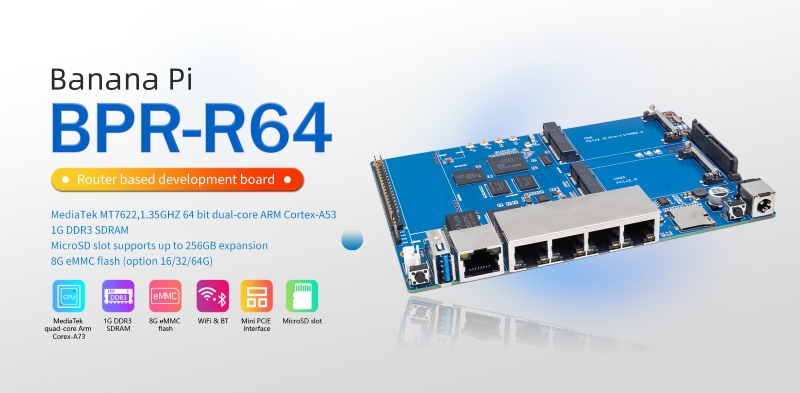 Banana Pi
BPR-R64
Router based development board
MediaTek MT7622,1.35GHZ 64 bit dual-core ARM Cortex-A53
1G DDR3 SDRAM
MicroSD slot supports up to 256GB expansion
8G eMMC flash (option 16/32/64G)
CPU
DDR3
eMMC
MediaTek
quad-core Arm
Corex-A73
1G DDR3
SDRAM
8G eMMC
flash
WiFi & BT
Mini PCIE
interface
MicroSD slot